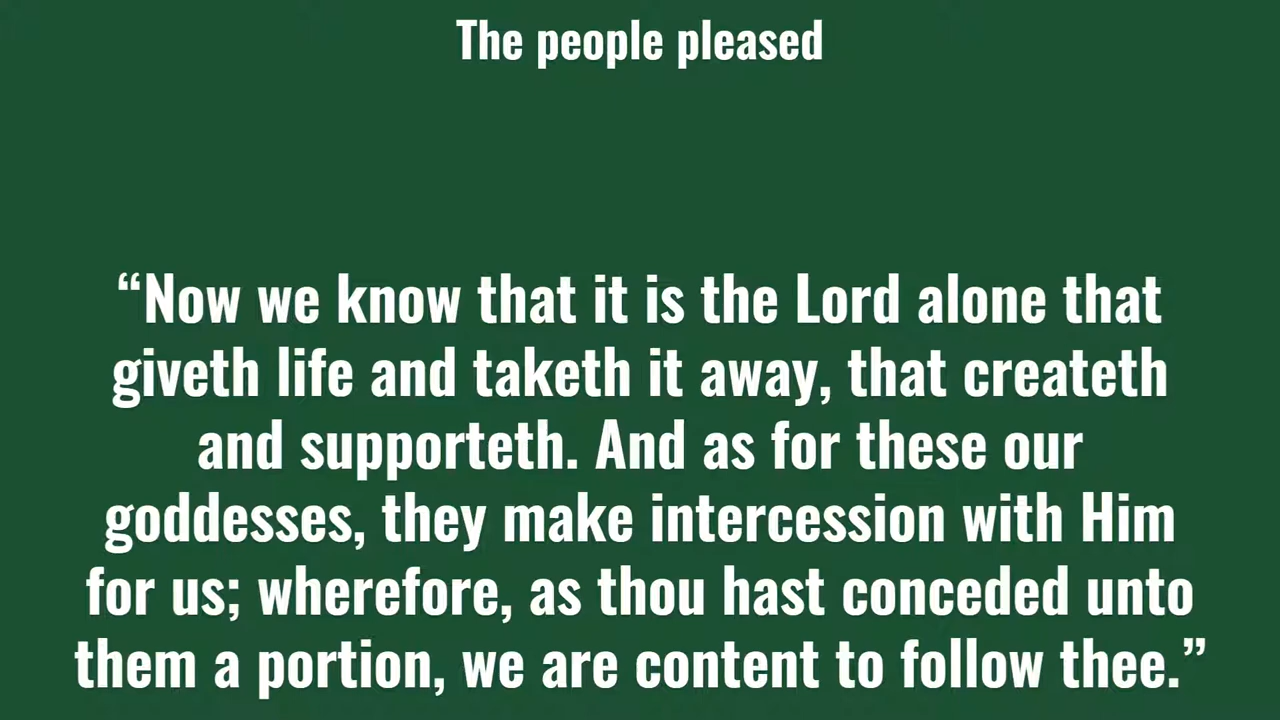 The people pleased
“Now we know that it is the Lord alone that
giveth life and taketh it away, that createth
and supporteth. And as for these our
goddesses, they make intercession with Him
for us; wherefore, as thou hast conceded unto
them a portion, we are content to follow thee.”